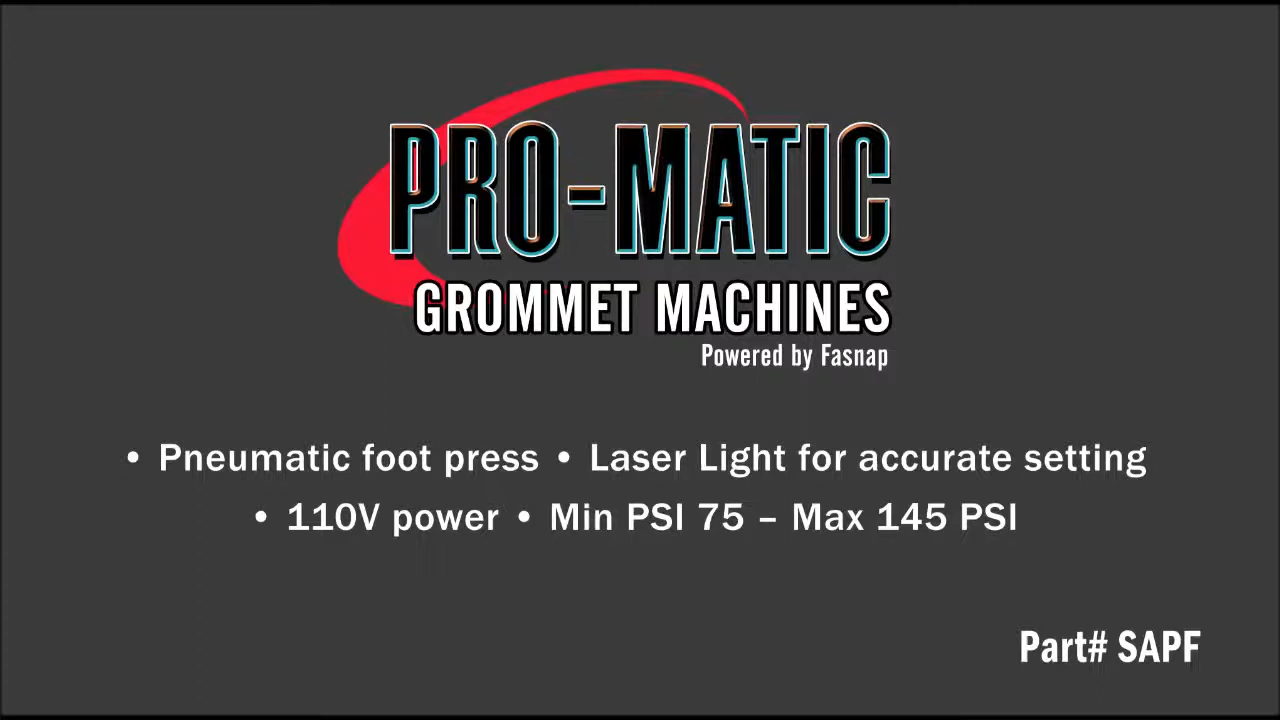 PRO-MATIC
GROMMET MACHINES
Powered by Fasnap
• Pneumatic foot press • Laser Light for accurate setting
• 110V power • Min PSI 75 – Max 145 PSI
Part# SAPF